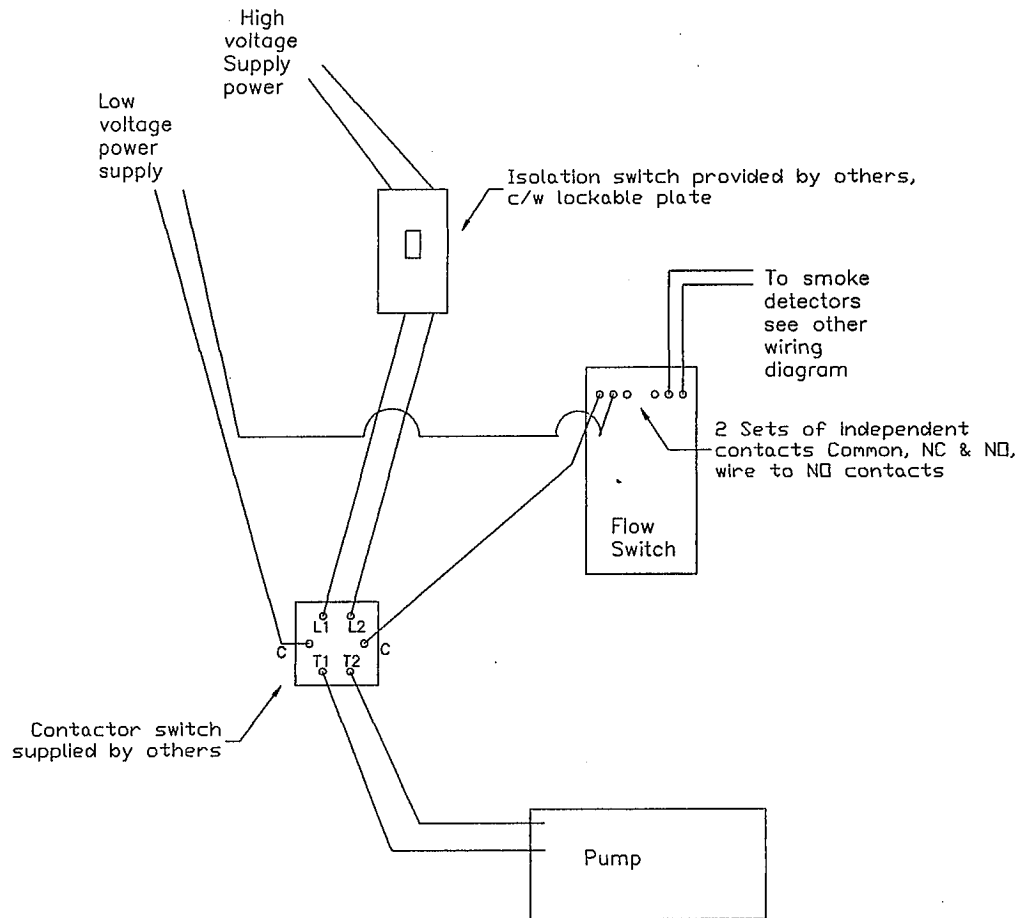 High
voltage
Supply
power
Low
voltage
power
supply
Isolation switch provided by others,
c/w lockable plate
To smoke
detectors
see other
wiring
diagram
2 Sets of independent
contacts Common, NC & NO,
wire to NO contacts
Flow
Switch
L1 L2
C C
T1 T2
Contactor switch
supplied by others
Pump